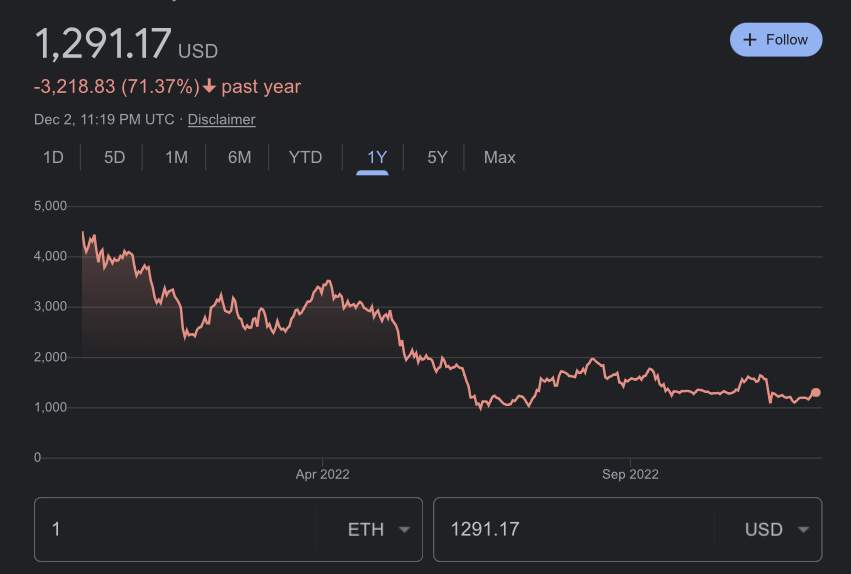 1,291.17 USD
+ Follow
-3,218.83 (71.37%)↓ past year
Dec 2, 11:19 PM UTC · Disclaimer
1D 5D 1M 6M YTD 1Y 5Y Max
5,000
4,000
3,000
2,000
1,000
0
Apr 2022 Sep 2022
1 ETH 1291.17 USD